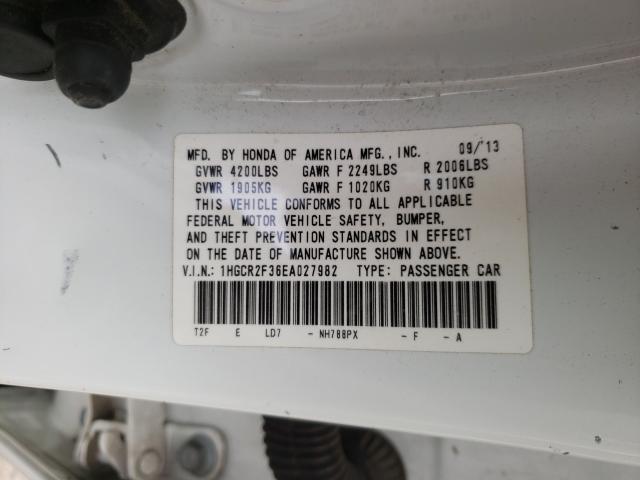 MFD. BY HONDA OF AMERICA MFG., INC. 09/13
GVWR 4200LBS GAWR F 2249LBS R 2006LBS
GVWR 1905KG GAWR F 1020KG R 910KG
THIS VEHICLE CONFORMS TO ALL APPLICABLE
FEDERAL MOTOR VEHICLE SAFETY, BUMPER,
AND THEFT PREVENTION STANDARDS IN EFFECT
ON THE DATE OF MANUFACTURE SHOWN ABOVE.
V.I.N.: 1HGCR2F36EA027982 TYPE: PASSENGER CAR
T2F E LD7 - NH788PX - F - A